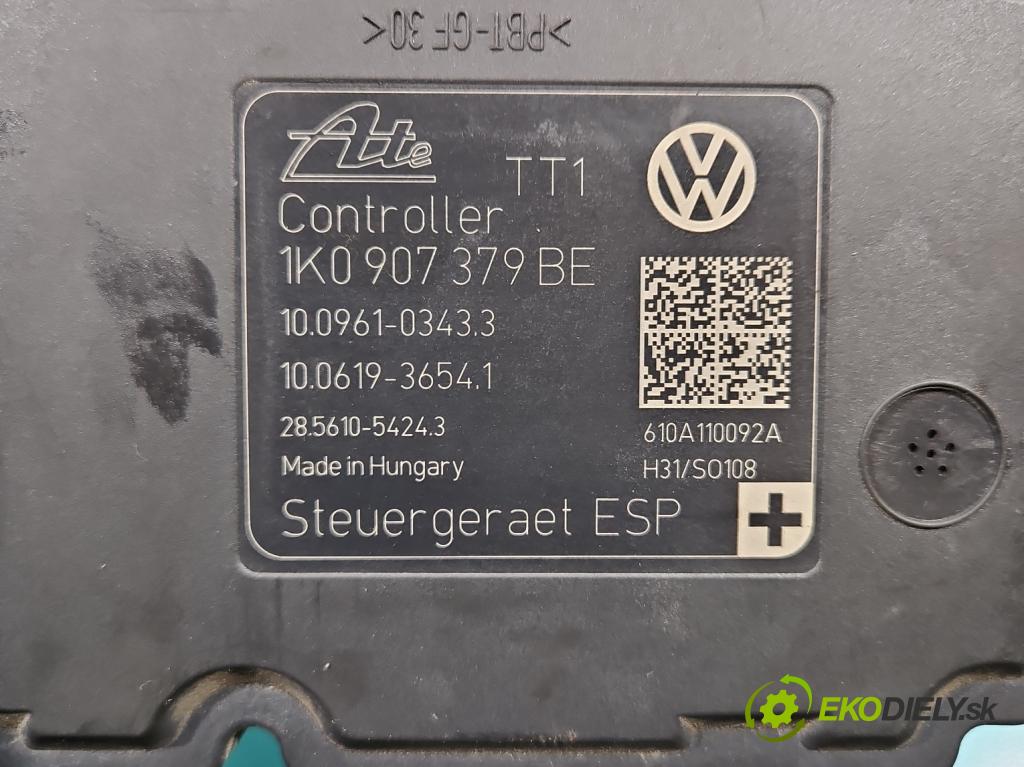 >PBT-GF 30<
Ate
TT1
Controller
1K0 907 379 BE
10.0961-0343.3
10.0619-3654.1
28.5610-5424.3
610A110092A
Made in Hungary
H31/SO108
Steuergeraet ESP
EKODIELY.sk